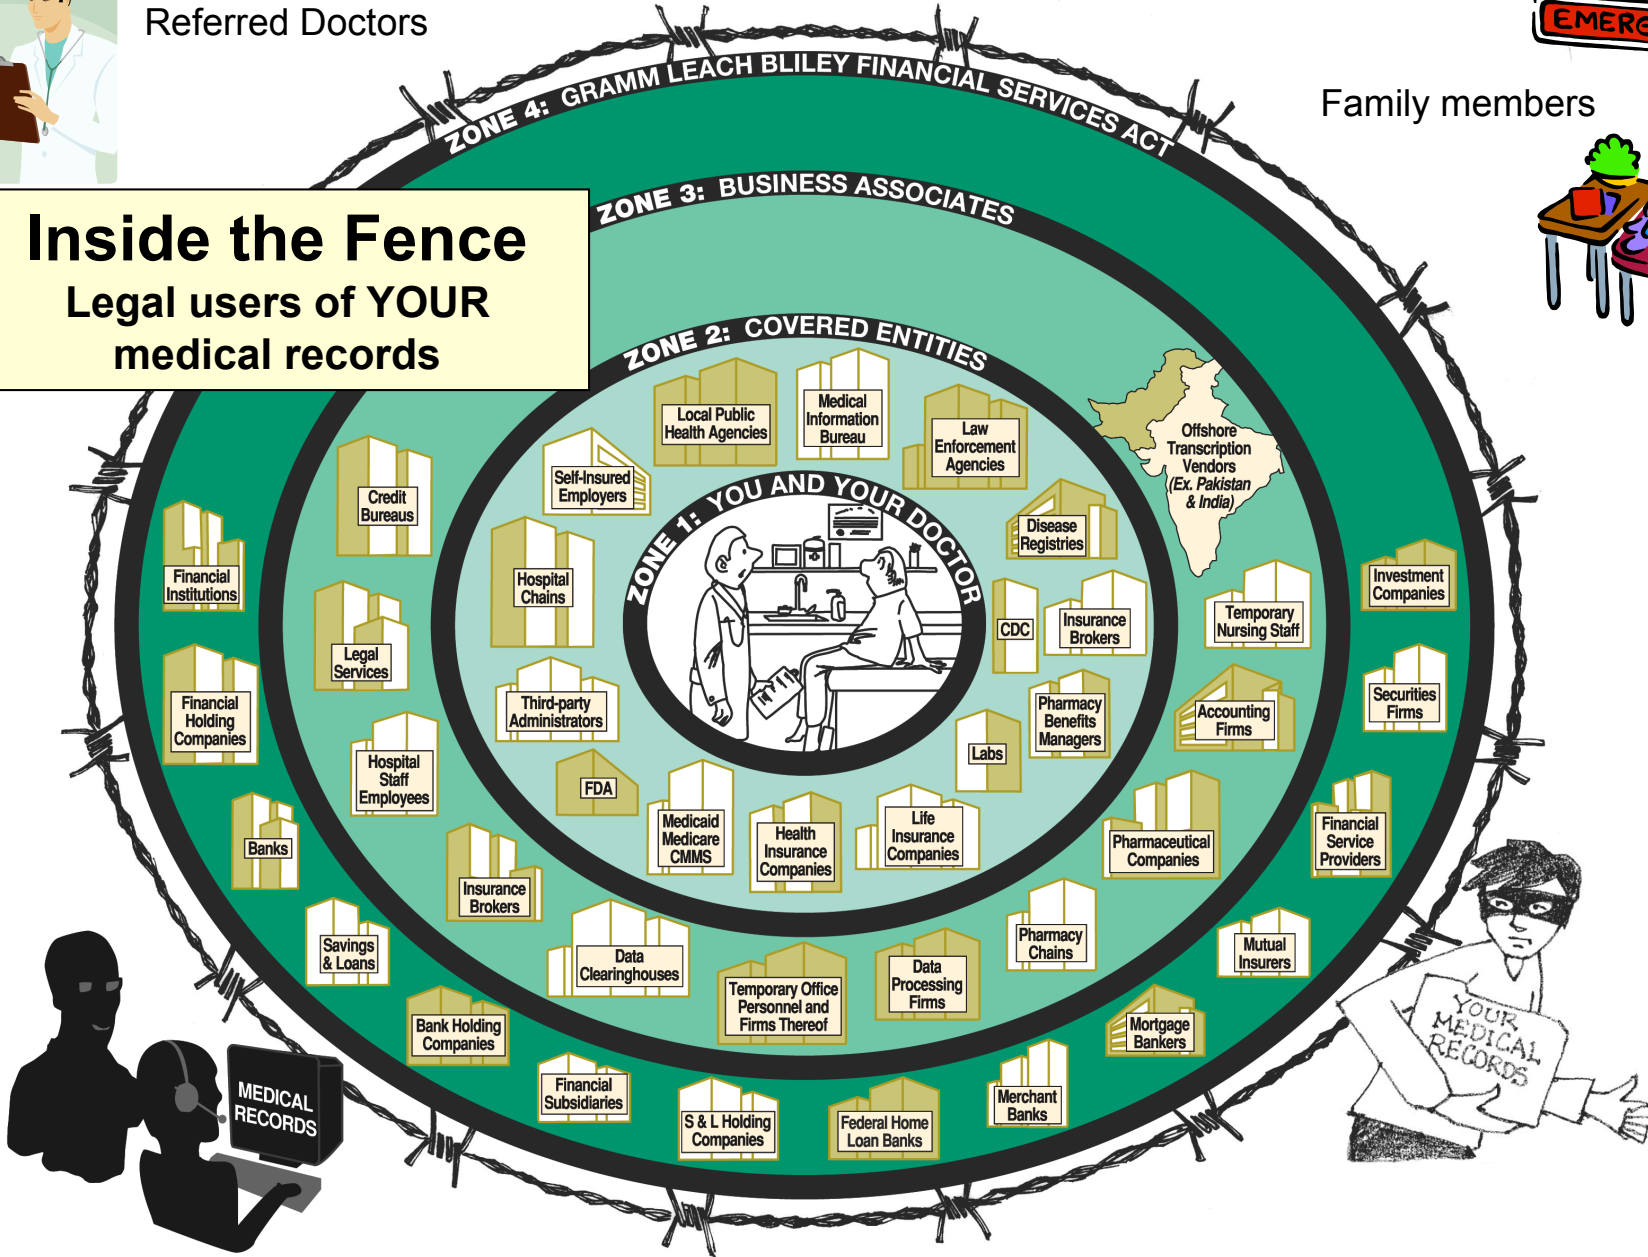 Referred Doctors
EMERG
Family members
Inside the Fence
Legal users of YOUR
medical records
ZONE 4: GRAMM LEACH BLILEY FINANCIAL SERVICES ACT
ZONE 3: BUSINESS ASSOCIATES
ZONE 2: COVERED ENTITIES
ZONE 1: YOU AND YOUR DOCTOR
Local Public
Health Agencies
Medical
Information
Bureau
Law
Enforcement
Agencies
Self-Insured
Employers
Disease
Registries
Hospital
Chains
CDC
Insurance
Brokers
Third-party
Administrators
Pharmacy
Benefits
Managers
Labs
FDA
Medicaid
Medicare
CMMS
Health
Insurance
Companies
Life
Insurance
Companies
Offshore
Transcription
Vendors
(Ex. Pakistan
& India)
Credit
Bureaus
Legal
Services
Hospital
Staff
Employees
Insurance
Brokers
Data
Clearinghouses
Temporary Office
Personnel and
Firms Thereof
Data
Processing
Firms
Pharmacy
Chains
Pharmaceutical
Companies
Accounting
Firms
Temporary
Nursing Staff
Financial
Institutions
Financial
Holding
Companies
Banks
Savings
& Loans
Bank Holding
Companies
Financial
Subsidiaries
S & L Holding
Companies
Federal Home
Loan Banks
Merchant
Banks
Mortgage
Bankers
Mutual
Insurers
Financial
Service
Providers
Securities
Firms
Investment
Companies
MEDICAL
RECORDS
YOUR
MEDICAL
RECORDS